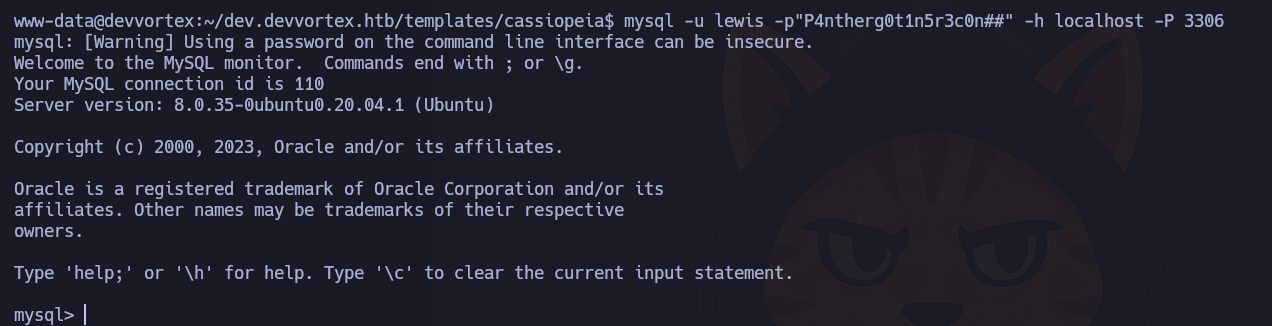 www-data@devvortex:~/dev.devvortex.htb/templates/cassiopeia$ mysql -u lewis -p"P4ntherg0t1n5r3c0n##" -h localhost -P 3306
mysql: [Warning] Using a password on the command line interface can be insecure.
Welcome to the MySQL monitor.  Commands end with ; or \g.
Your MySQL connection id is 110
Server version: 8.0.35-0ubuntu0.20.04.1 (Ubuntu)
Copyright (c) 2000, 2023, Oracle and/or its affiliates.
Oracle is a registered trademark of Oracle Corporation and/or its
affiliates. Other names may be trademarks of their respective
owners.
Type 'help;' or '\h' for help. Type '\c' to clear the current input statement.
mysql>